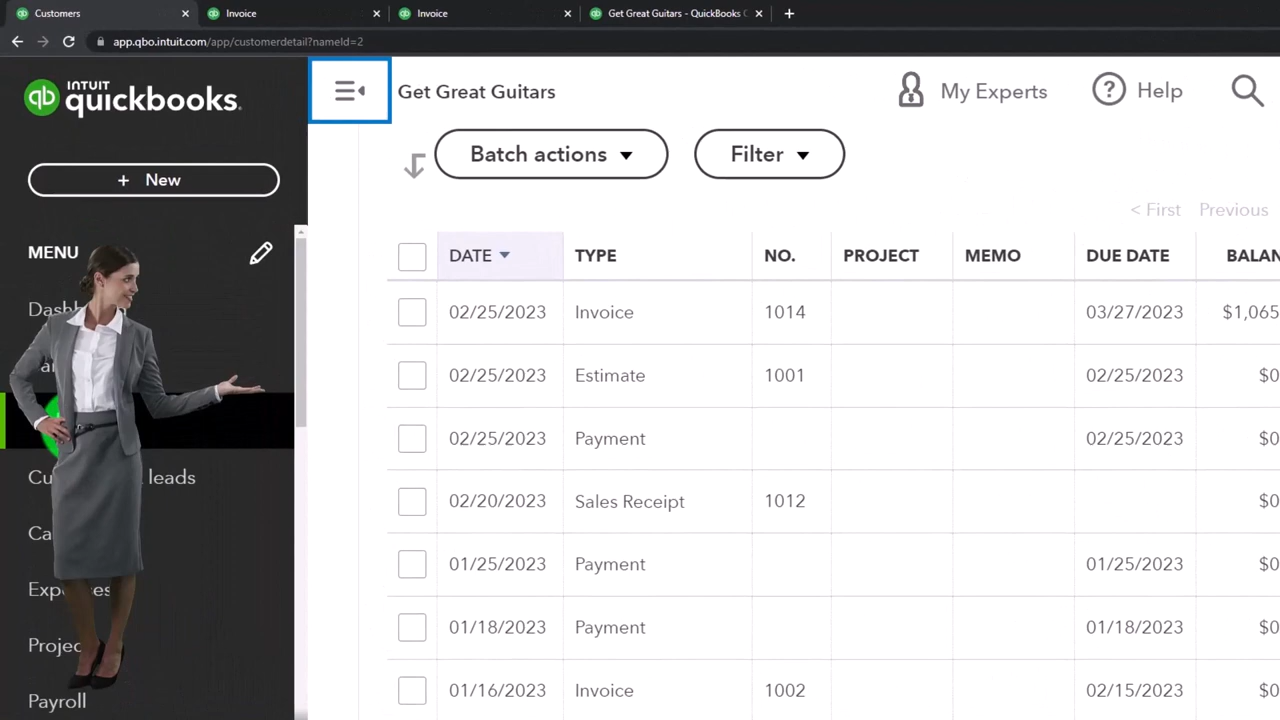 Customers × Invoice × Invoice × Get Great Guitars - QuickBooks × +
app.qbo.intuit.com/app/customerdetail?nameId=2
INTUIT
qb quickbooks.
Get Great Guitars
My Experts
? Help
Batch actions
Filter
+ New
< First Previous
MENU
DATE TYPE NO. PROJECT MEMO DUE DATE BALAN
02/25/2023 Invoice 1014 03/27/2023 $1,065
02/25/2023 Estimate 1001 02/25/2023 $0
02/25/2023 Payment 02/25/2023 $0
leads
02/20/2023 Sales Receipt 1012 $0
01/25/2023 Payment 01/25/2023 $0
01/18/2023 Payment 01/18/2023 $0
01/16/2023 Invoice 1002 02/15/2023 $0
Payroll